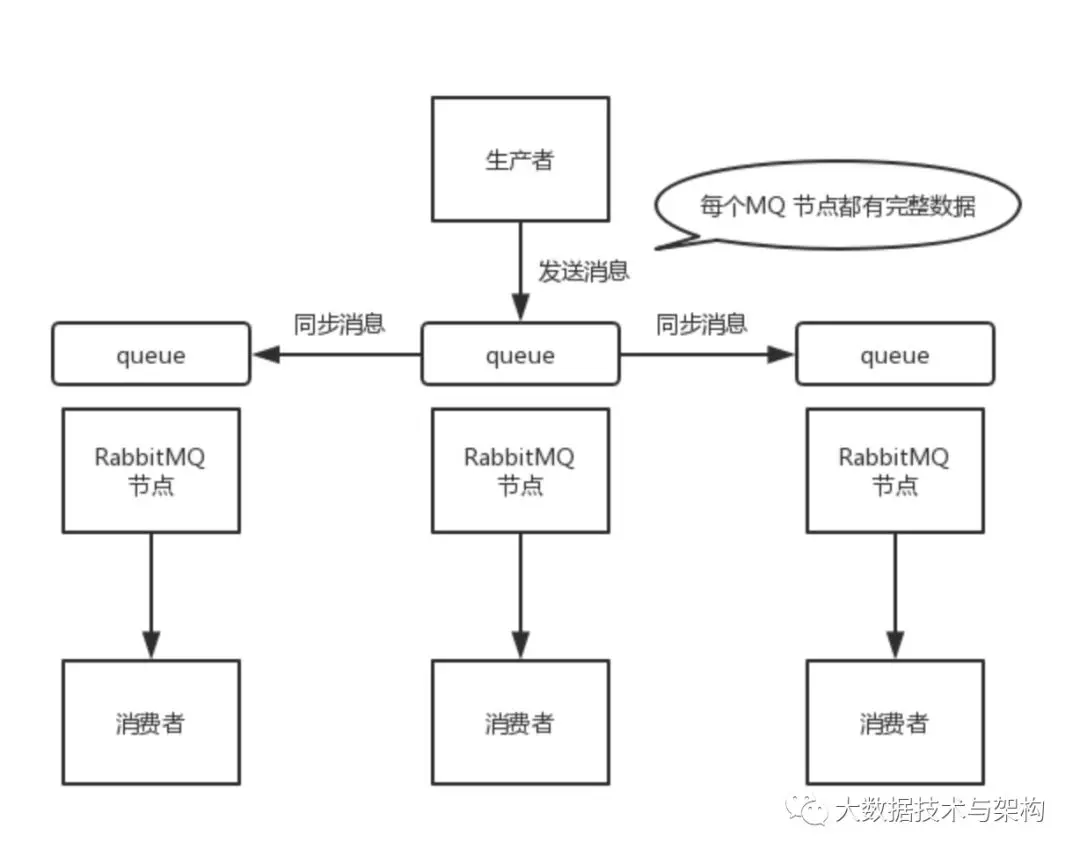 生产者
每个MQ 节点都有完整数据
发送消息
同步消息
同步消息
queue
queue
queue
RabbitMQ
节点
RabbitMQ
节点
RabbitMQ
节点
消费者
消费者
消费者
大数据技术与架构